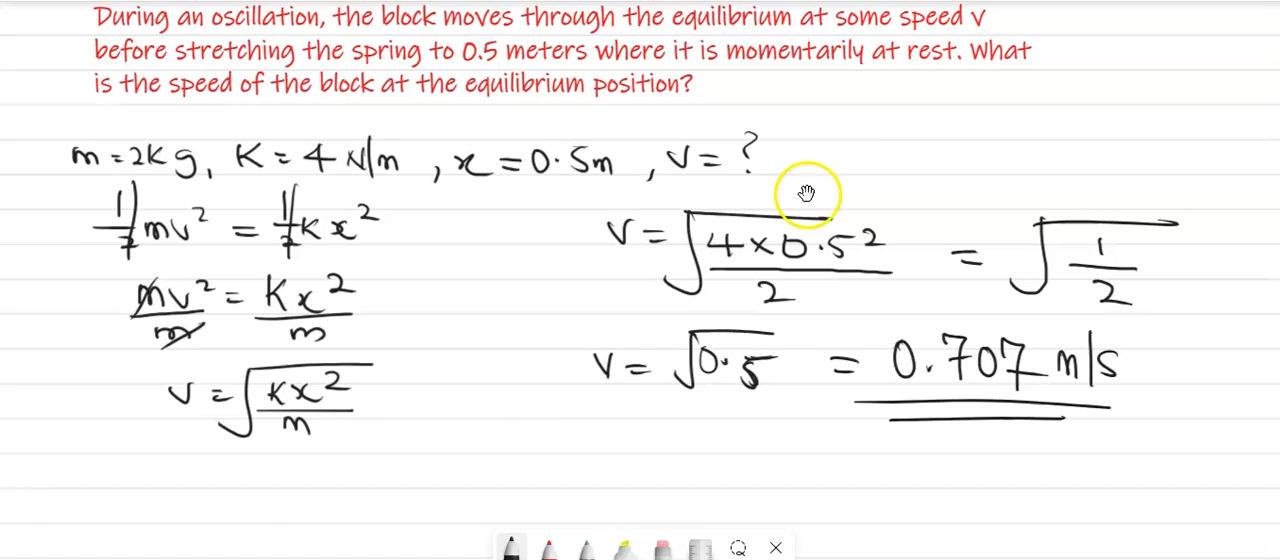 During an oscillation, the block moves through the equilibrium at some speed v
before stretching the spring to 0.5 meters where it is momentarily at rest. What
is the speed of the block at the equilibrium position?
m = 2Kg, K = 4 N/m, x = 0.5m, v = ?
1/2 mv² = 1/2 Kx²
mv²/m = Kx²/m
v = √(Kx²/m)
v = √(4 × 0.5²/2) = √(1/2)
v = √0.5 = 0.707 m/s